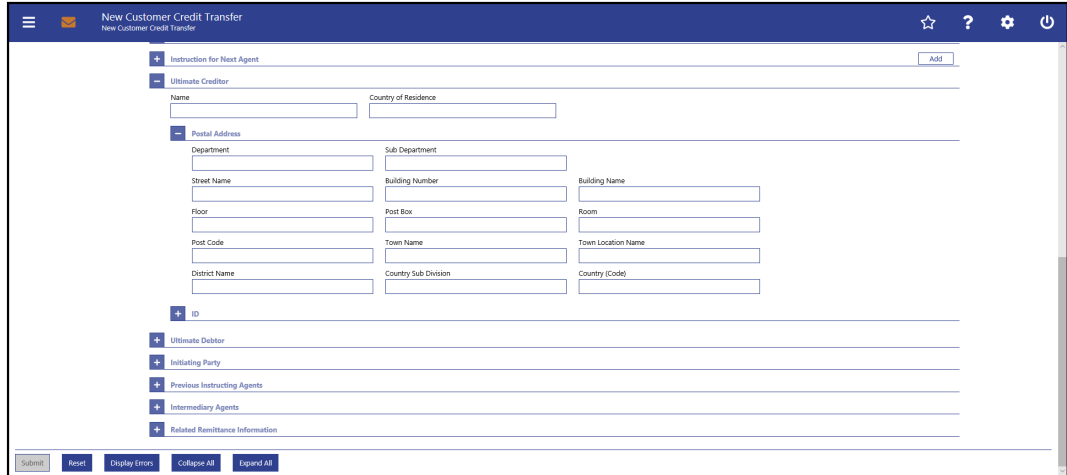 New Customer Credit Transfer
New Customer Credit Transfer
?
+ Instruction for Next Agent Add
− Ultimate Creditor
Name Country of Residence
− Postal Address
Department Sub Department
Street Name Building Number Building Name
Floor Post Box Room
Post Code Town Name Town Location Name
District Name Country Sub Division Country (Code)
+ ID
+ Ultimate Debtor
+ Initiating Party
+ Previous Instructing Agents
+ Intermediary Agents
+ Related Remittance Information
Submit Reset Display Errors Collapse All Expand All